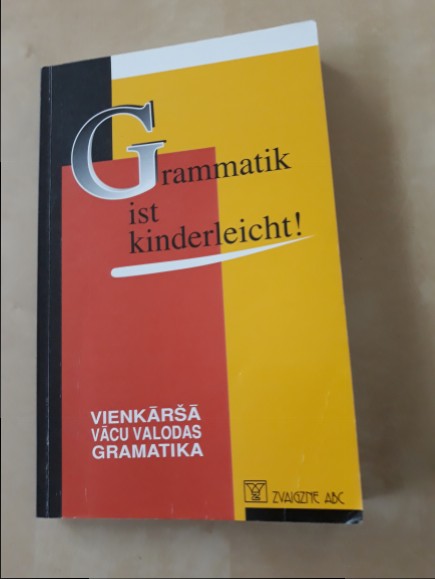 Grammatik
ist
kinderleicht!
VIENKĀRŠĀ
VĀCU VALODAS
GRAMATIKA
ZVAIGZNE ABC